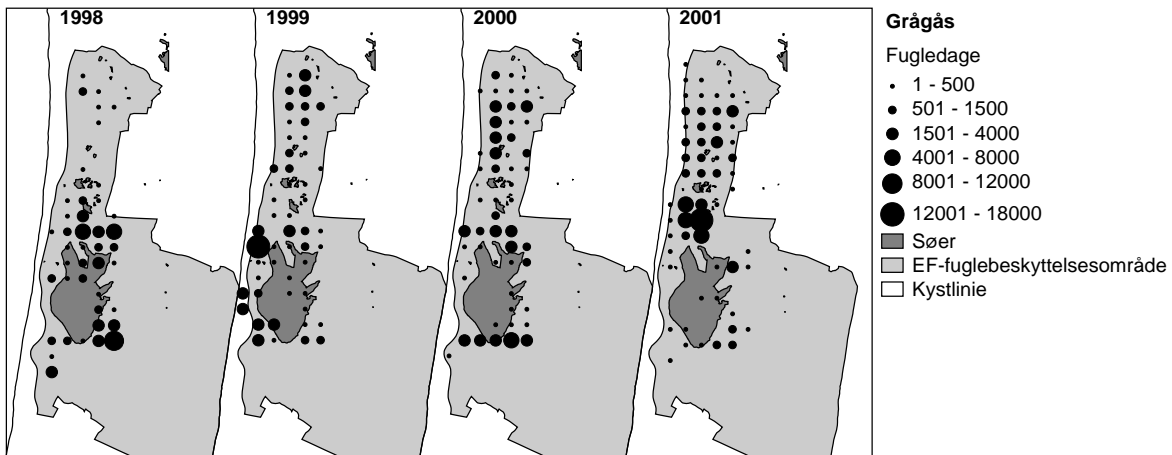 1998
1999
2000
2001
Grågås
Fugledage
1 - 500
501 - 1500
1501 - 4000
4001 - 8000
8001 - 12000
12001 - 18000
Søer
EF-fuglebeskyttelsesområde
Kystlinie